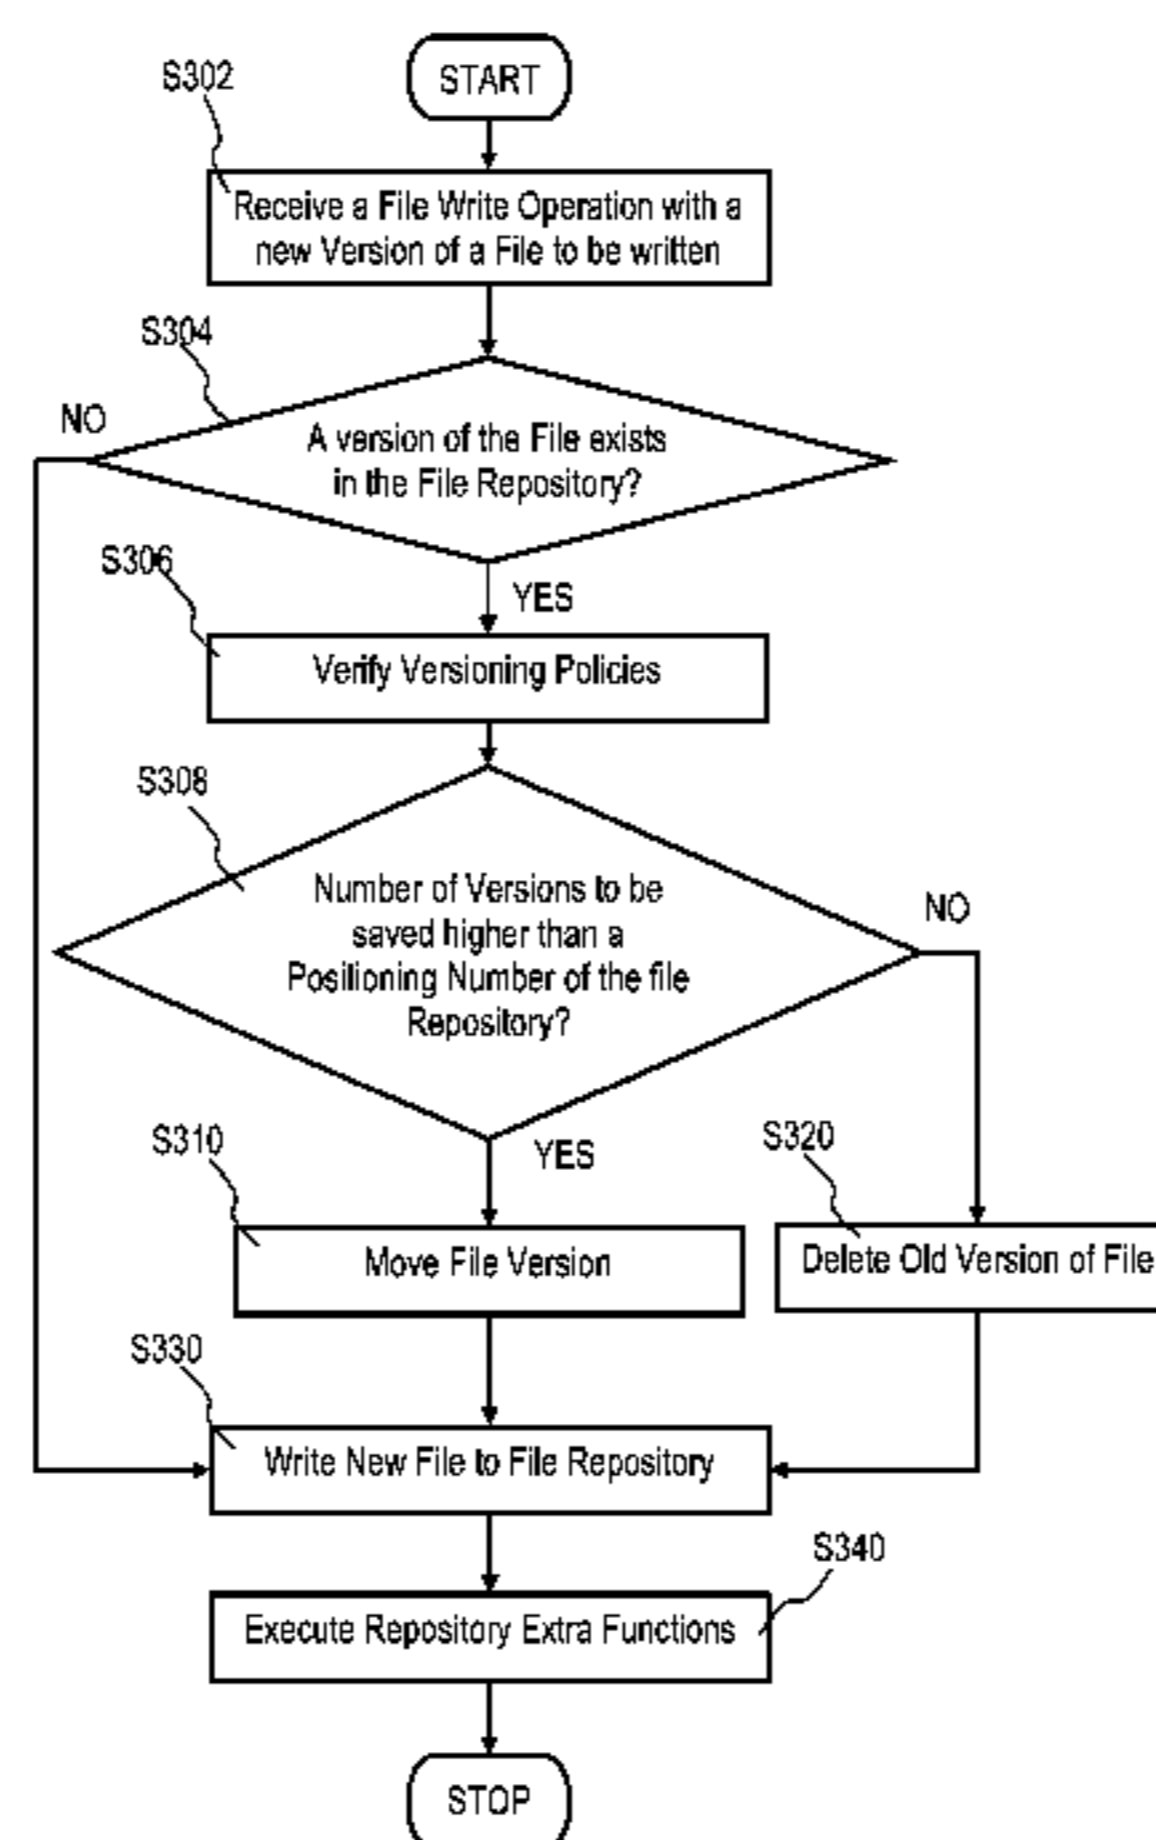 START
S302
Receive a File Write Operation with a
new Version of a File to be written
S304
NO
A version of the File exists
in the File Repository?
S306
YES
Verify Versioning Policies
S308
Number of Versions to be
saved higher than a
Positioning Number of the file
Repository?
NO
S310
YES
S320
Move File Version
Delete Old Version of File
S330
Write New File to File Repository
S340
Execute Repository Extra Functions
STOP